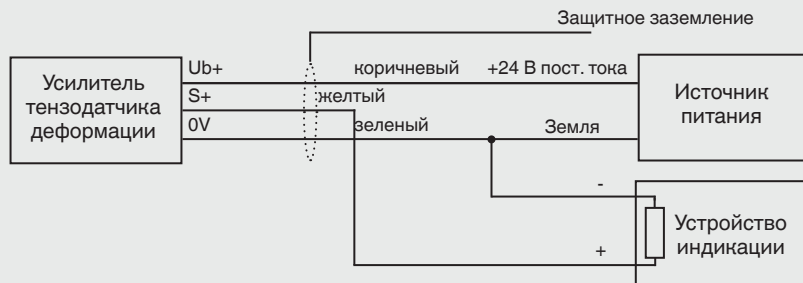 Защитное заземление
Ub+ коричневый +24 В пост. тока
Усилитель
тензодатчика
деформации
S+ желтый
0V зеленый Земля
Источник
питания
-
+
Устройство
индикации